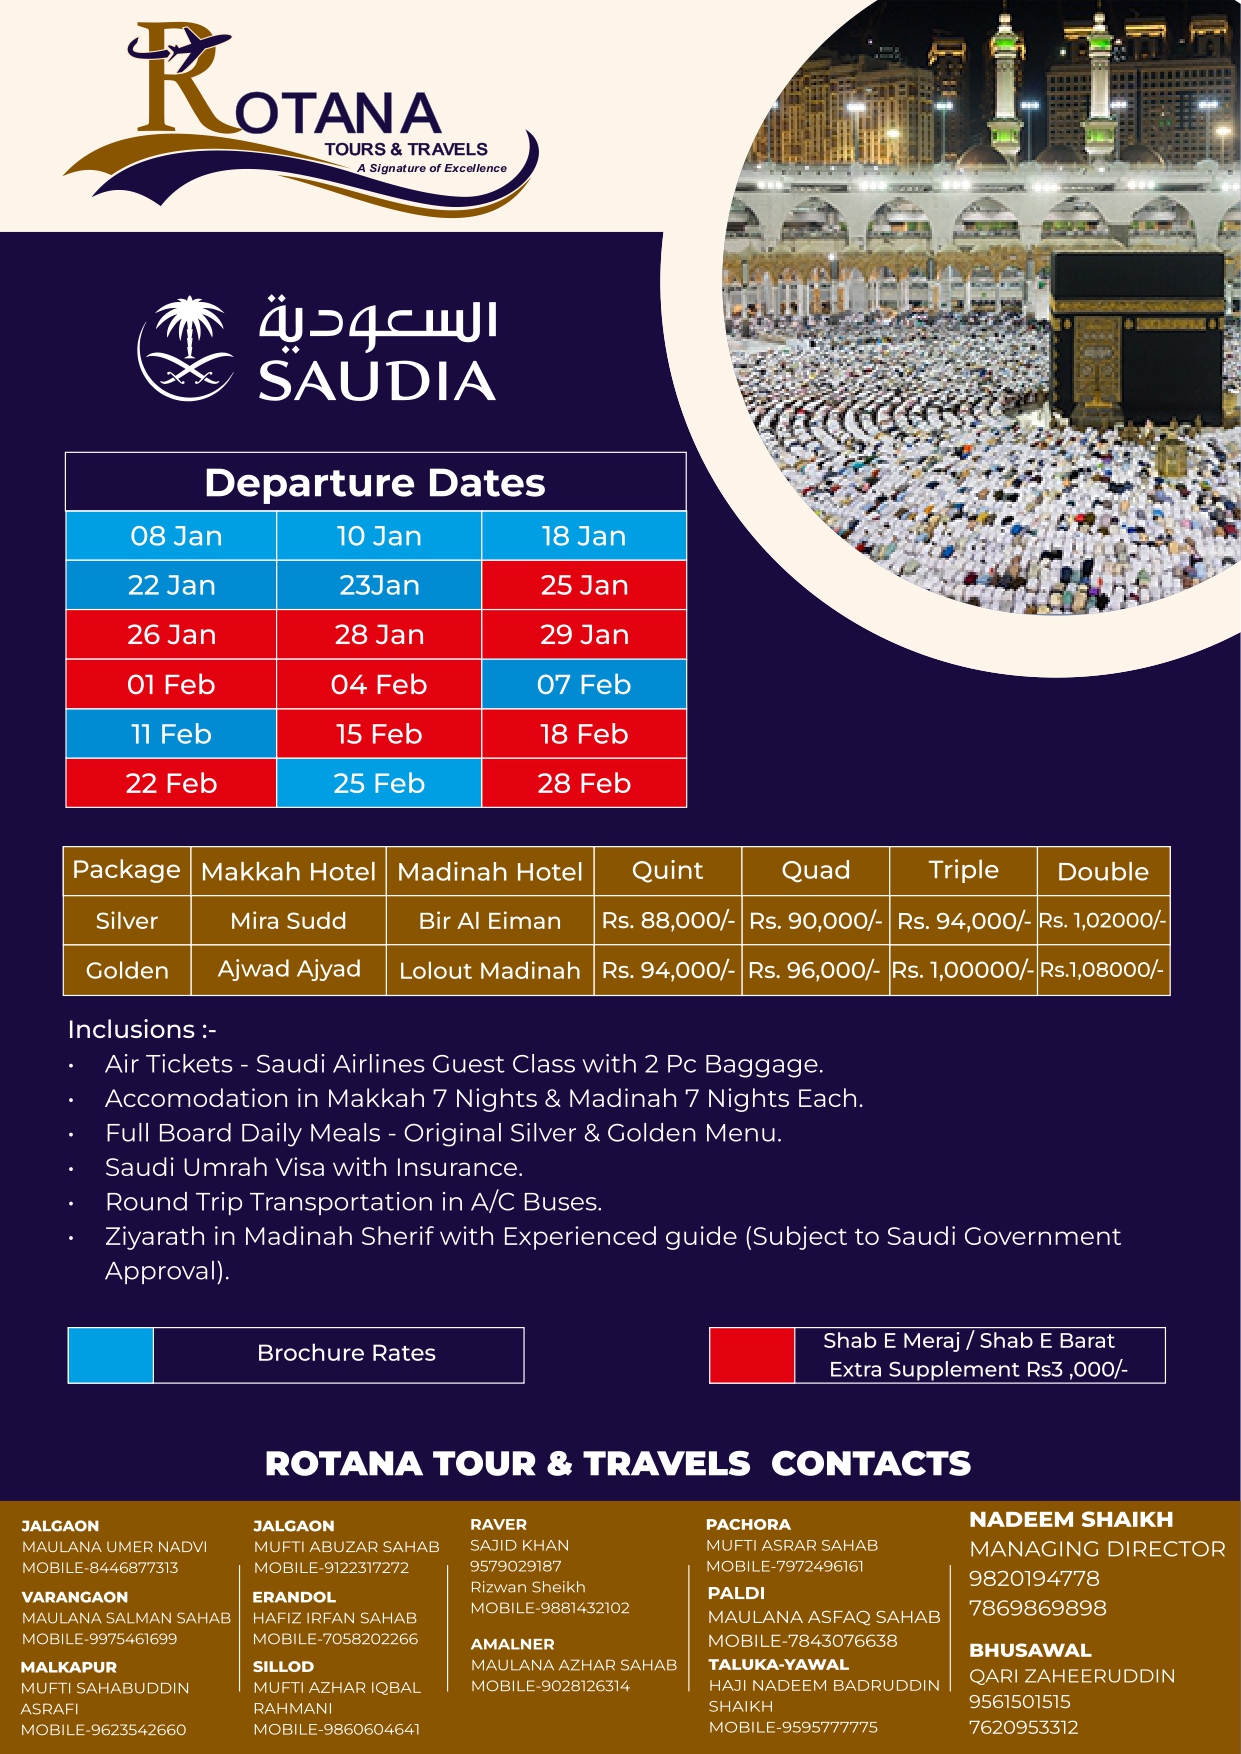 ROTANA
TOURS & TRAVELS
A Signature of Excellence
السعودية
SAUDIA
Departure Dates
08 Jan 10 Jan 18 Jan
22 Jan 23Jan 25 Jan
26 Jan 28 Jan 29 Jan
01 Feb 04 Feb 07 Feb
11 Feb 15 Feb 18 Feb
22 Feb 25 Feb 28 Feb
Package Makkah Hotel Madinah Hotel Quint Quad Triple Double
Silver Mira Sudd Bir Al Eiman Rs. 88,000/- Rs. 90,000/- Rs. 94,000/- Rs. 1,02000/-
Golden Ajwad Ajyad Lolout Madinah Rs. 94,000/- Rs. 96,000/- Rs. 1,00000/- Rs.1,08000/-
Inclusions :-
• Air Tickets - Saudi Airlines Guest Class with 2 Pc Baggage.
• Accomodation in Makkah 7 Nights & Madinah 7 Nights Each.
• Full Board Daily Meals - Original Silver & Golden Menu.
• Saudi Umrah Visa with Insurance.
• Round Trip Transportation in A/C Buses.
• Ziyarath in Madinah Sherif with Experienced guide (Subject to Saudi Government
Approval).
Brochure Rates
Shab E Meraj / Shab E Barat
Extra Supplement Rs3 ,000/-
ROTANA TOUR & TRAVELS CONTACTS
JALGAON
MAULANA UMER NADVI
MOBILE-8446877313
VARANGAON
MAULANA SALMAN SAHAB
MOBILE-9975461699
MALKAPUR
MUFTI SAHABUDDIN
ASRAFI
MOBILE-9623542660
JALGAON
MUFTI ABUZAR SAHAB
MOBILE-9122317272
ERANDOL
HAFIZ IRFAN SAHAB
MOBILE-7058202266
SILLOD
MUFTI AZHAR IQBAL
RAHMANI
MOBILE-9860604641
RAVER
SAJID KHAN
9579029187
Rizwan Sheikh
MOBILE-9881432102
AMALNER
MAULANA AZHAR SAHAB
MOBILE-9028126314
PACHORA
MUFTI ASRAR SAHAB
MOBILE-7972496161
PALDI
MAULANA ASFAQ SAHAB
MOBILE-7843076638
TALUKA-YAWAL
HAJI NADEEM BADRUDDIN
SHAIKH
MOBILE-9595777775
NADEEM SHAIKH
MANAGING DIRECTOR
9820194778
7869869898
BHUSAWAL
QARI ZAHEERUDDIN
9561501515
7620953312